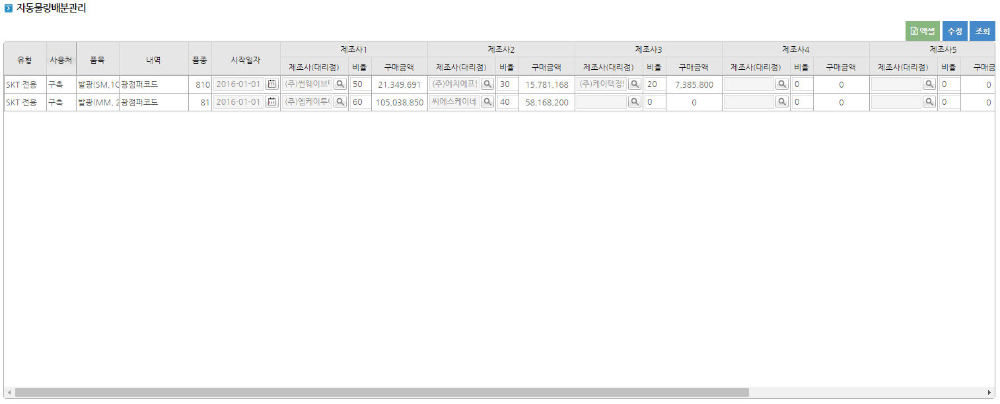 자동물량배분관리
엑셀 수정 조회
유형 사용처 품목 내역 품종 시작일자 제조사1 제조사2 제조사3 제조사4 제조사5
제조사(대리점) 비율 구매금액 제조사(대리점) 비율 구매금액 제조사(대리점) 비율 구매금액 제조사(대리점) 비율 구매금액 제조사(대리점) 비율 구매금
SKT 전용 구축 발광(SM,1C 광점퍼코드 810 2016-01-01 (주)썬웨이브 50 21,349,691 (주)에치에프 30 15,781,168 (주)케이텍정 20 7,385,800 0 0 0 0
SKT 전용 구축 발광(MM, 2 광점퍼코드 81 2016-01-01 (주)엠케이투 60 105,038,850 씨에스케이네 40 58,168,200 0 0 0 0 0 0